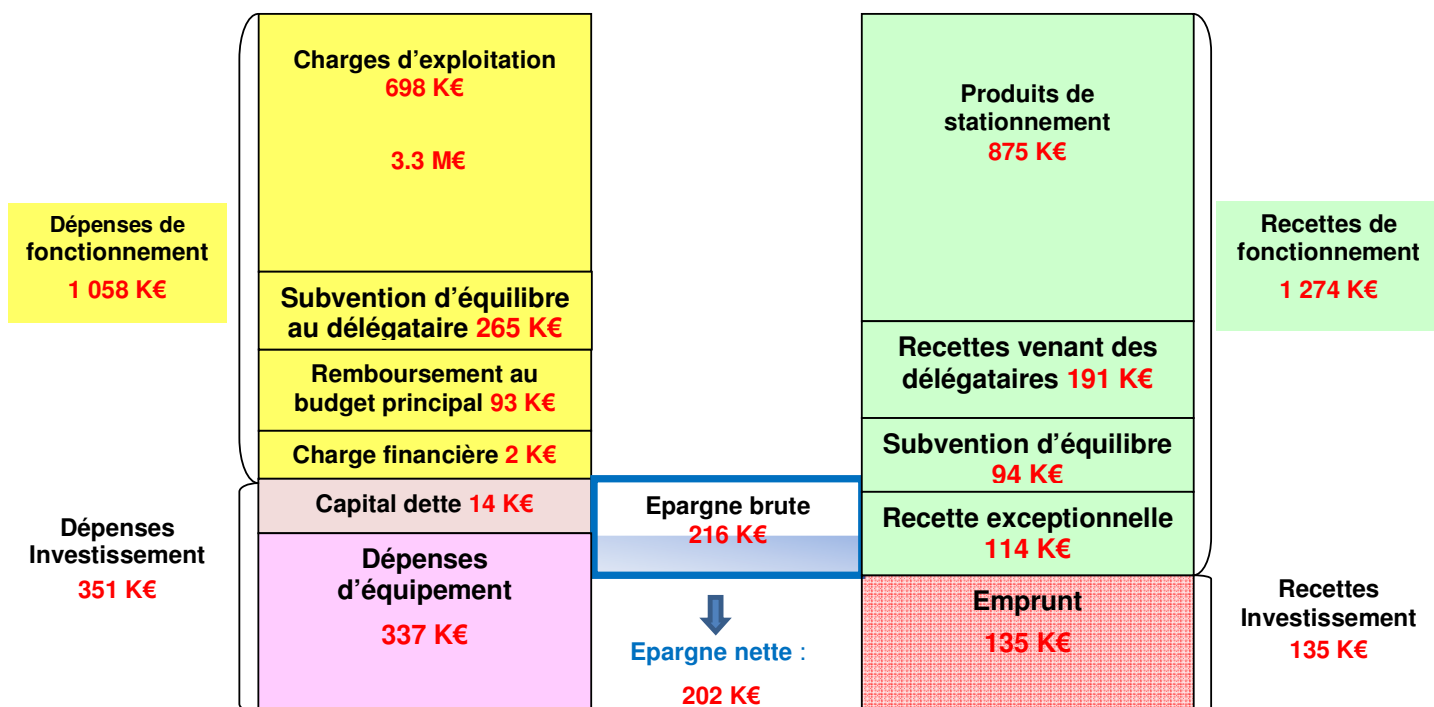 Dépenses de
fonctionnement
1 058 K€
Dépenses
Investissement
351 K€
Charges d'exploitation
698 K€
3.3 M€
Subvention d'équilibre
au délégataire 265 K€
Remboursement au
budget principal 93 K€
Charge financière 2 K€
Capital dette 14 K€
Dépenses
d'équipement
337 K€
Epargne brute
216 K€
Epargne nette :
202 K€
Produits de
stationnement
875 K€
Recettes venant des
délégataires 191 K€
Subvention d'équilibre
94 K€
Recette exceptionnelle
114 K€
Emprunt
135 K€
Recettes de
fonctionnement
1 274 K€
Recettes
Investissement
135 K€